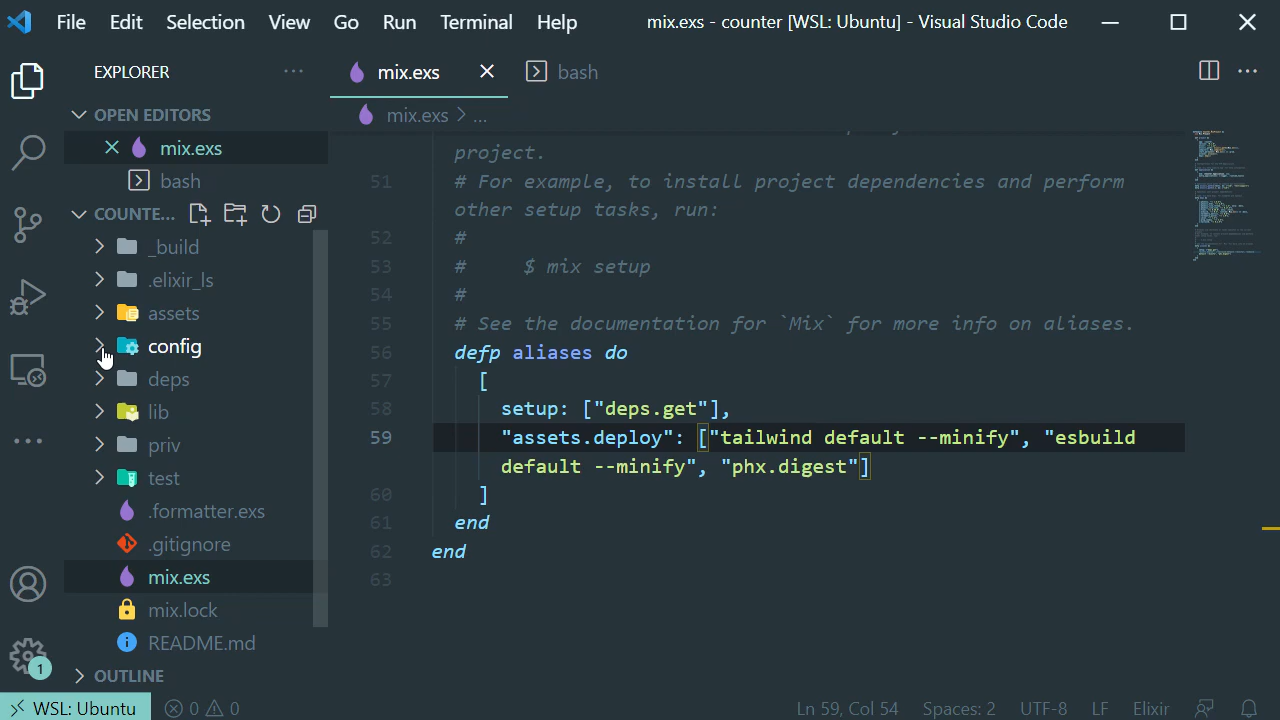 File Edit Selection View Go Run Terminal Help mix.exs - counter [WSL: Ubuntu] - Visual Studio Code
EXPLORER
mix.exs
bash
OPEN EDITORS
mix.exs > ...
mix.exs
bash
COUNTE...
_build
.elixir_ls
assets
config
deps
lib
priv
test
.formatter.exs
.gitignore
mix.exs
mix.lock
README.md
OUTLINE
project.
51 # For example, to install project dependencies and perform
other setup tasks, run:
52 #
53 # $ mix setup
54 #
55 # See the documentation for `Mix` for more info on aliases.
56 defp aliases do
57 [
58 setup: ["deps.get"],
59 "assets.deploy": ["tailwind default --minify", "esbuild
default --minify", "phx.digest"]
60 ]
61 end
62 end
63
1
WSL: Ubuntu 0 0 Ln 59, Col 54 Spaces: 2 UTF-8 LF Elixir